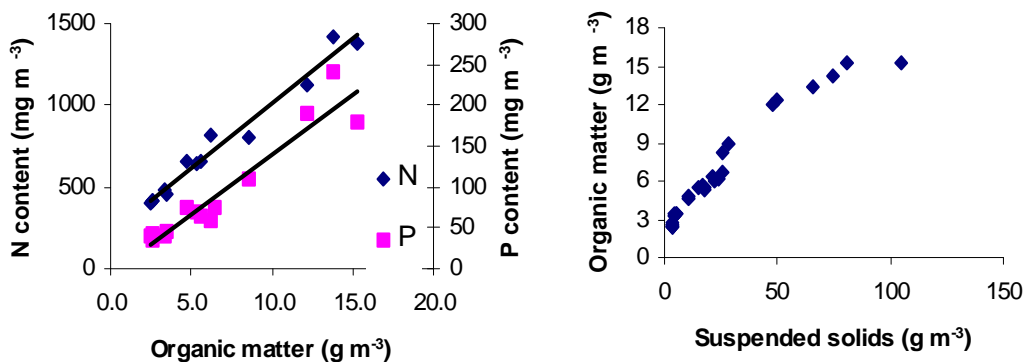 N content (mg m -3)
1500
1000
500
0
0.0 5.0 10.0 15.0 20.0
Organic matter (g m-3)
300
250
200
150
100
50
0
P content (mg m -3)
N
P
Organic matter (g m-3)
18
15
12
9
6
3
0
0 50 100 150
Suspended solids (g m-3)